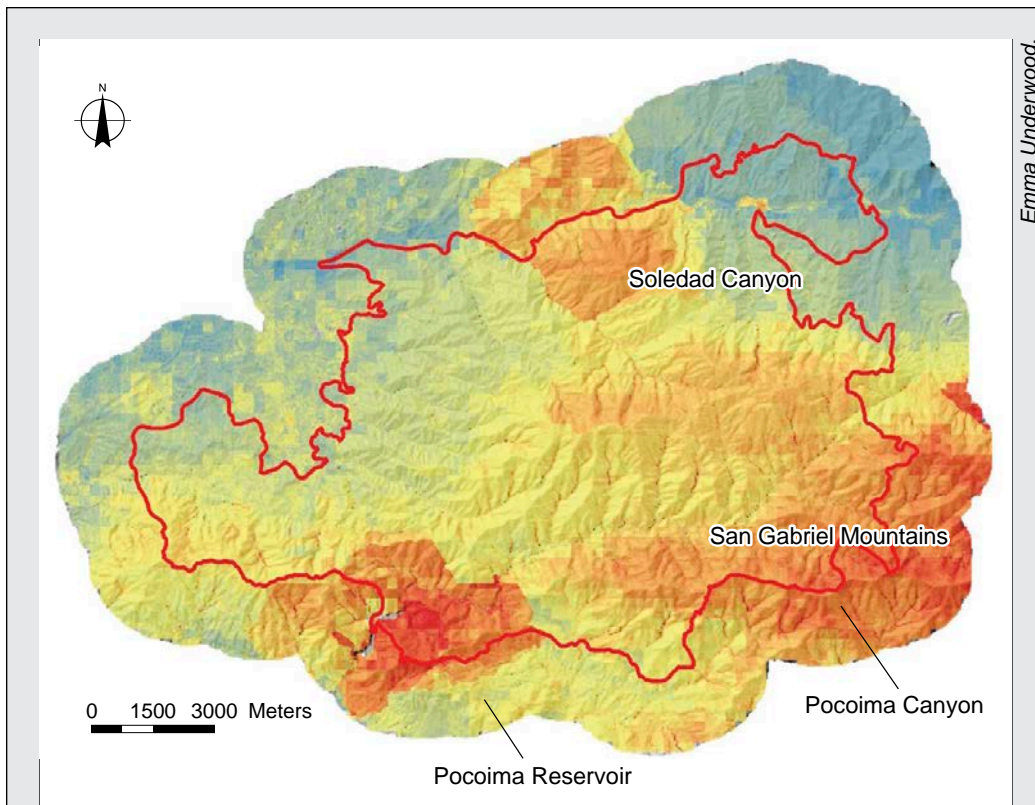 Emma Underwood.
N
Soledad Canyon
San Gabriel Mountains
Pocoima Canyon
0 1500 3000 Meters
Pocoima Reservoir